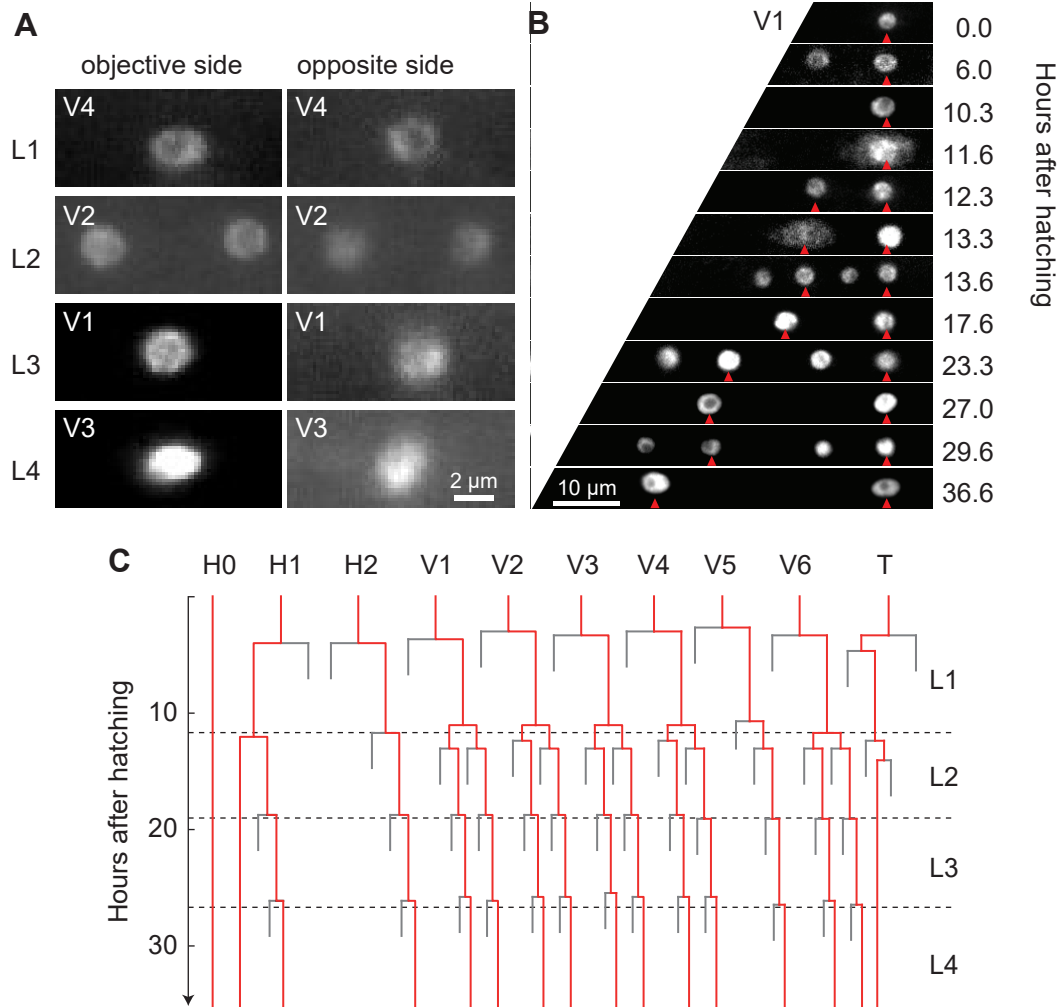 A
objective side
opposite side
L1
V4
V4
L2
V2
V2
L3
V1
V1
L4
V3
V3
2 µm
B
V1
0.0
6.0
10.3
11.6
12.3
13.3
13.6
17.6
23.3
27.0
29.6
36.6
10 µm
Hours after hatching
C
H0 H1 H2 V1 V2 V3 V4 V5 V6 T
Hours after hatching
10
20
30
L1
L2
L3
L4